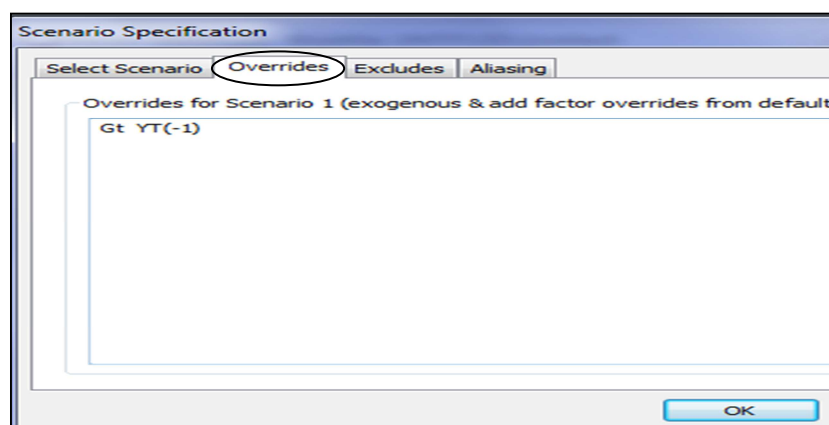 Scenario Specification
Select Scenario Overrides Excludes Aliasing
Overrides for Scenario 1 (exogenous & add factor overrides from default
Gt YT(-1)
OK